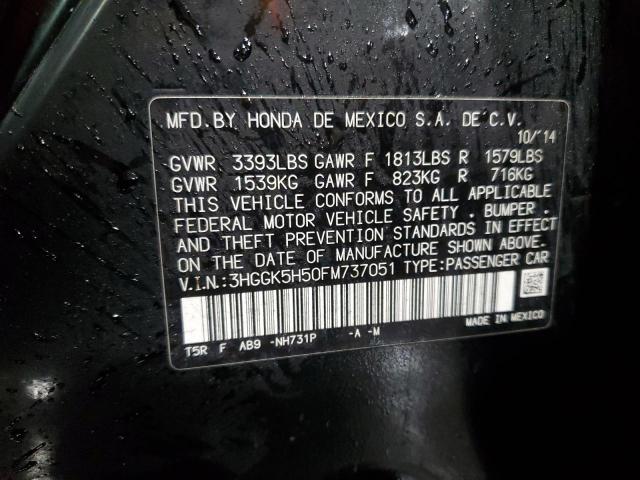 MFD.BY HONDA DE MEXICO S.A. DE C.V.
10/'14
GVWR 3393LBS GAWR F 1813LBS R 1579LBS
GVWR 1539KG GAWR F 823KG R 716KG
THIS VEHICLE CONFORMS TO ALL APPLICABLE
FEDERAL MOTOR VEHICLE SAFETY , BUMPER ,
AND THEFT PREVENTION STANDARDS IN EFFECT
ON THE DATE OF MANUFACTURE SHOWN ABOVE.
V.I.N.:3HGGK5H50FM737051 TYPE:PASSENGER CAR
T5R F AB9 -NH731P -A -M
MADE IN MEXICO